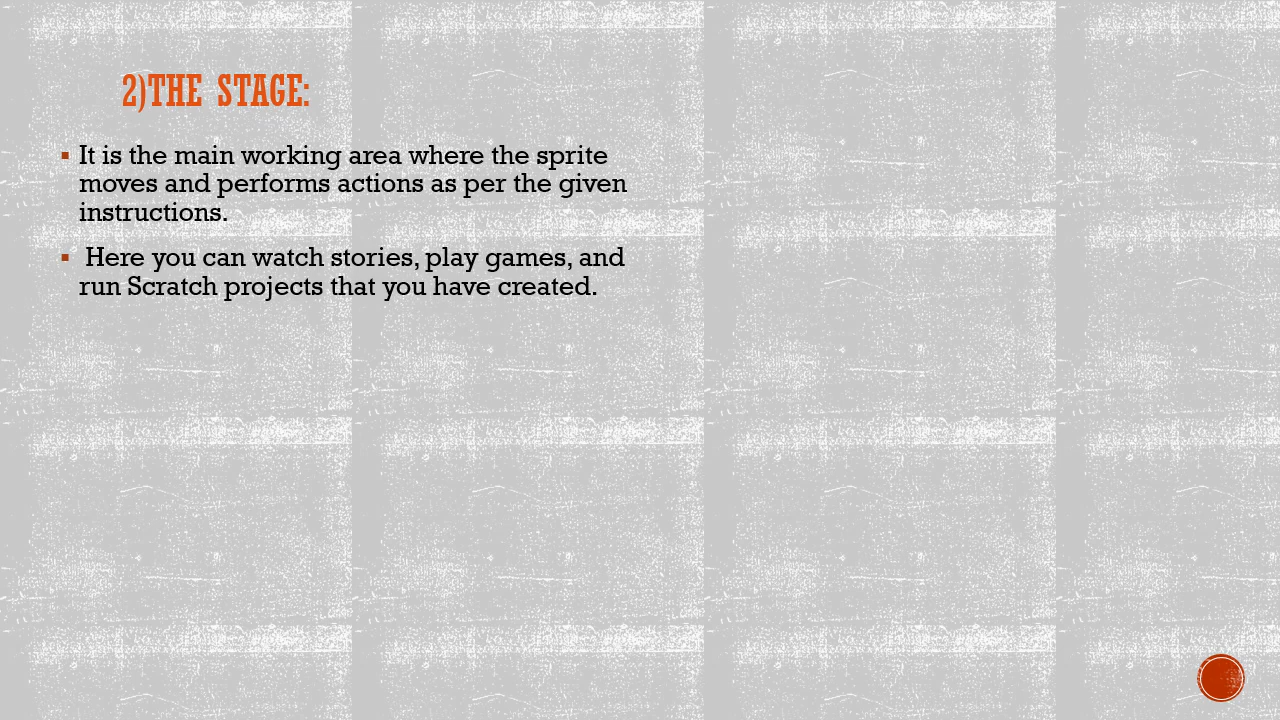 2)THE STAGE:
▪ It is the main working area where the sprite
moves and performs actions as per the given
instructions.
▪ Here you can watch stories, play games, and
run Scratch projects that you have created.